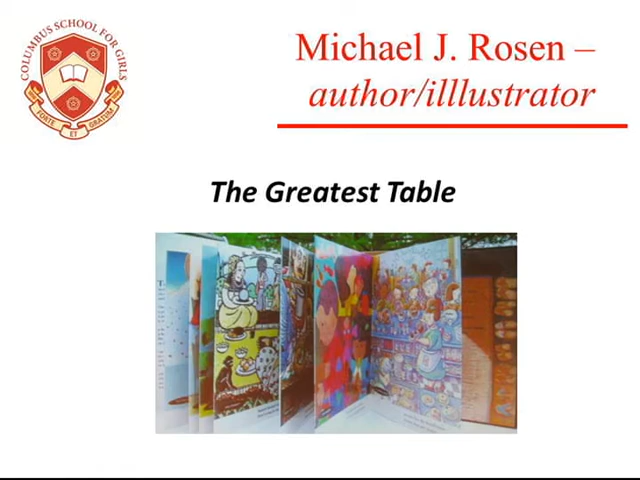 COLUMBUS SCHOOL FOR GIRLS
FORTE
ET
GRATUM
Michael J. Rosen –
author/illlustrator
The Greatest Table